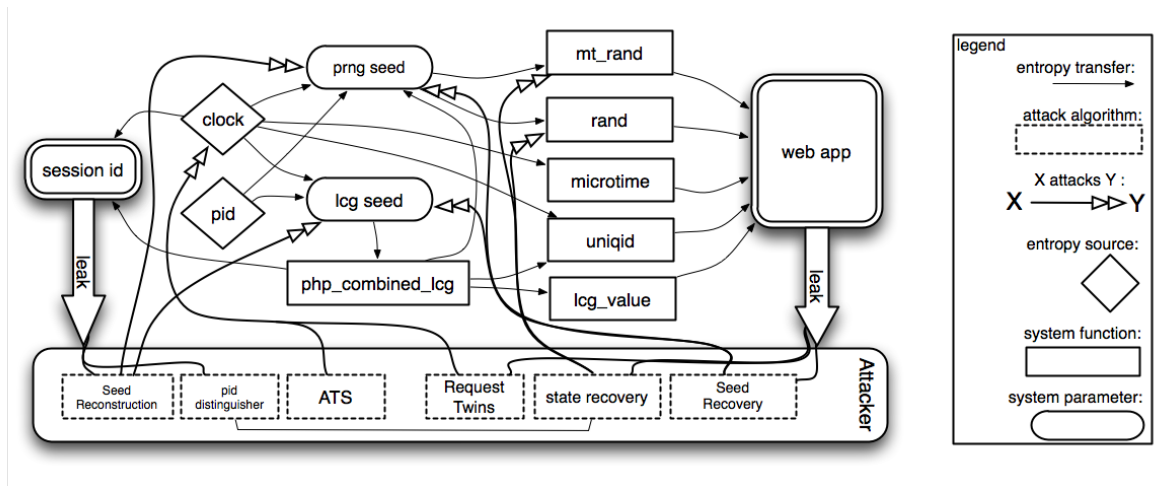 prng seed
mt_rand
clock
rand
web app
session id
microtime
lcg seed
pid
uniqid
php_combined_lcg
lcg_value
leak
leak
Seed
Reconstruction
pid
distinguisher
ATS
Request
Twins
state recovery
Seed
Recovery
Attacker
legend
entropy transfer:
attack algorithm:
X attacks Y :
X Y
entropy source:
system function:
system parameter: